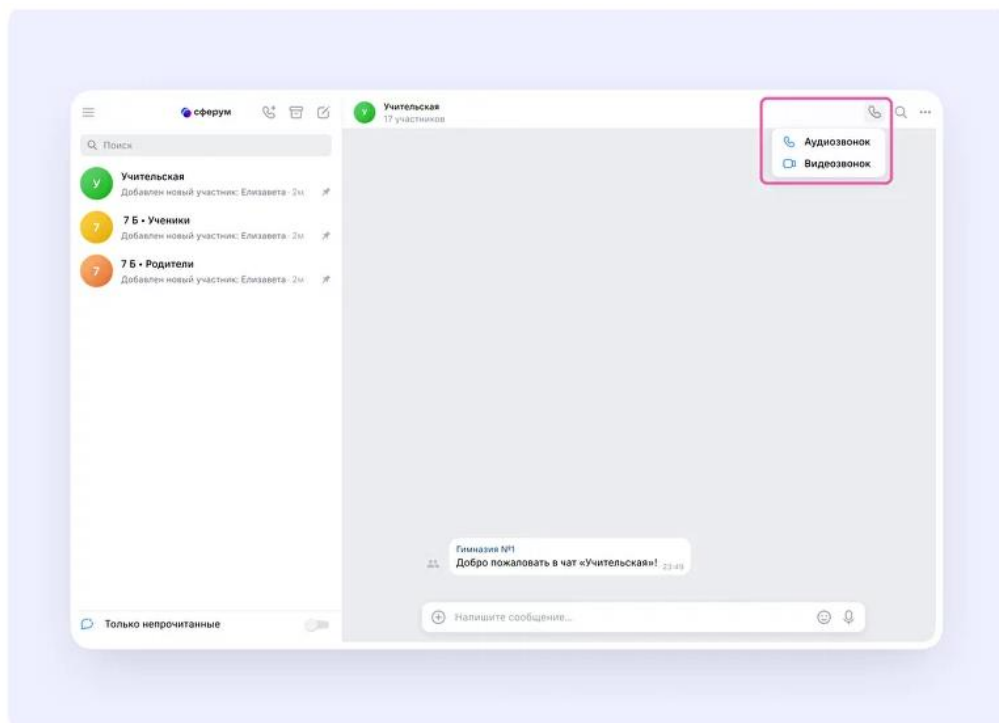 сферум
Поиск
У
Учительская
Добавлен новый участник: Елизавета · 2м
7
7 Б • Ученики
Добавлен новый участник: Елизавета · 2м
7
7 Б • Родители
Добавлен новый участник: Елизавета · 2м
Только непрочитанные
У
Учительская
17 участников
Аудиозвонок
Видеозвонок
Гимназия №1
Добро пожаловать в чат «Учительская»! 23:49
Напишите сообщение...